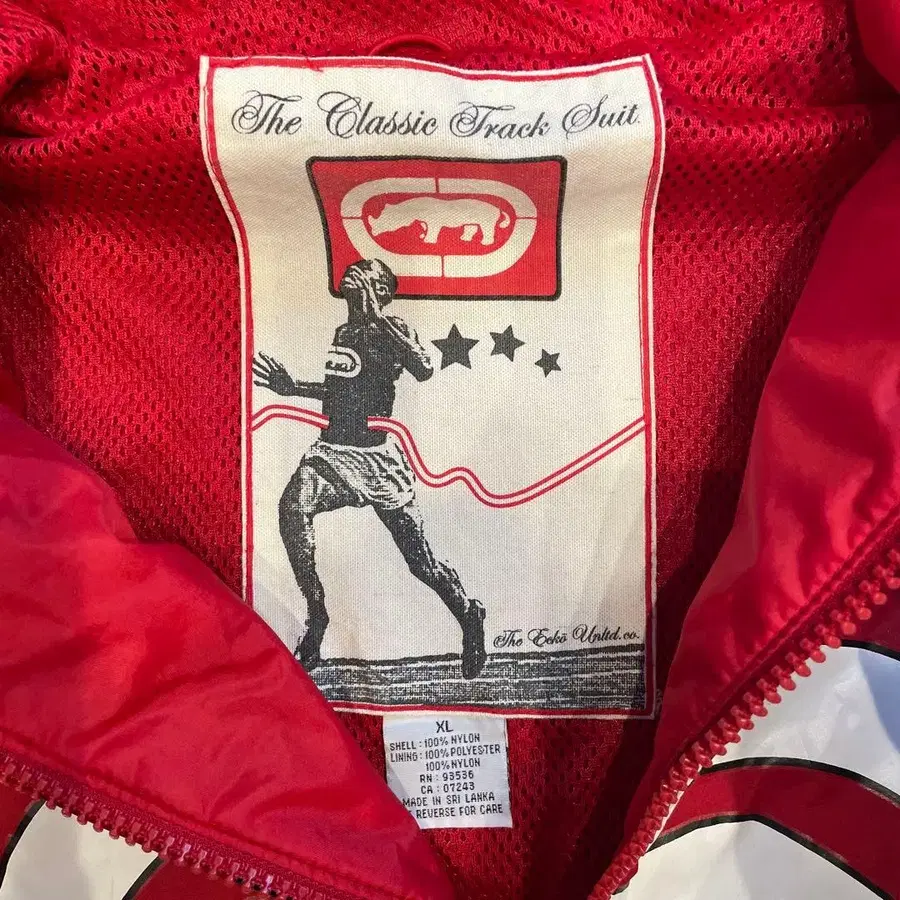 The Classic Track Suit
The Ecko Unltd.co.
XL
SHELL : 100% NYLON
LINING : 100% POLYESTER
100% NYLON
RN : 93536
CA : 07243
MADE IN SRI LANKA
REVERSE FOR CARE